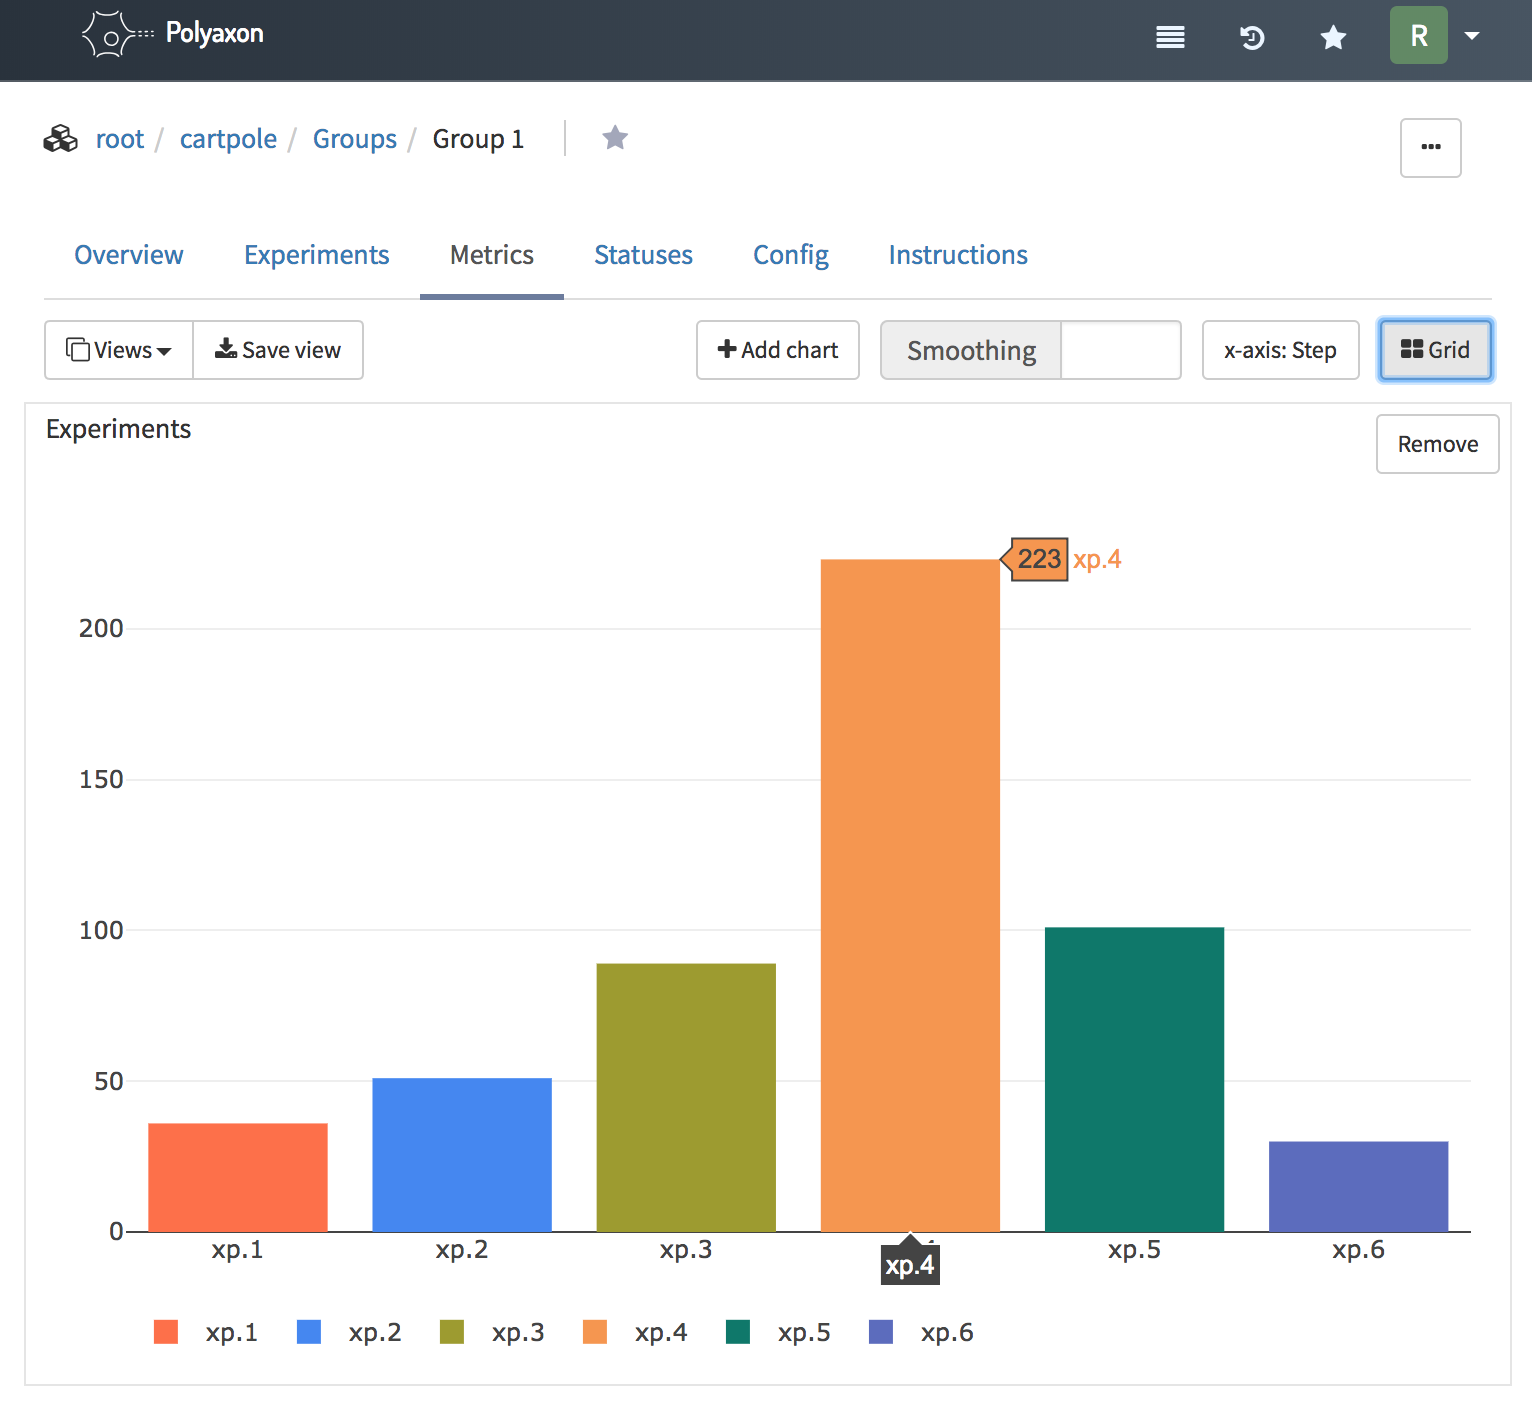 Polyaxon
R
root / cartpole / Groups / Group 1
...
Overview Experiments Metrics Statuses Config Instructions
Views Save view Add chart Smoothing x-axis: Step Grid
Experiments
Remove
223 xp.4
200
150
100
50
0
xp.1 xp.2 xp.3 xp.4 xp.5 xp.6
xp.1 xp.2 xp.3 xp.4 xp.5 xp.6